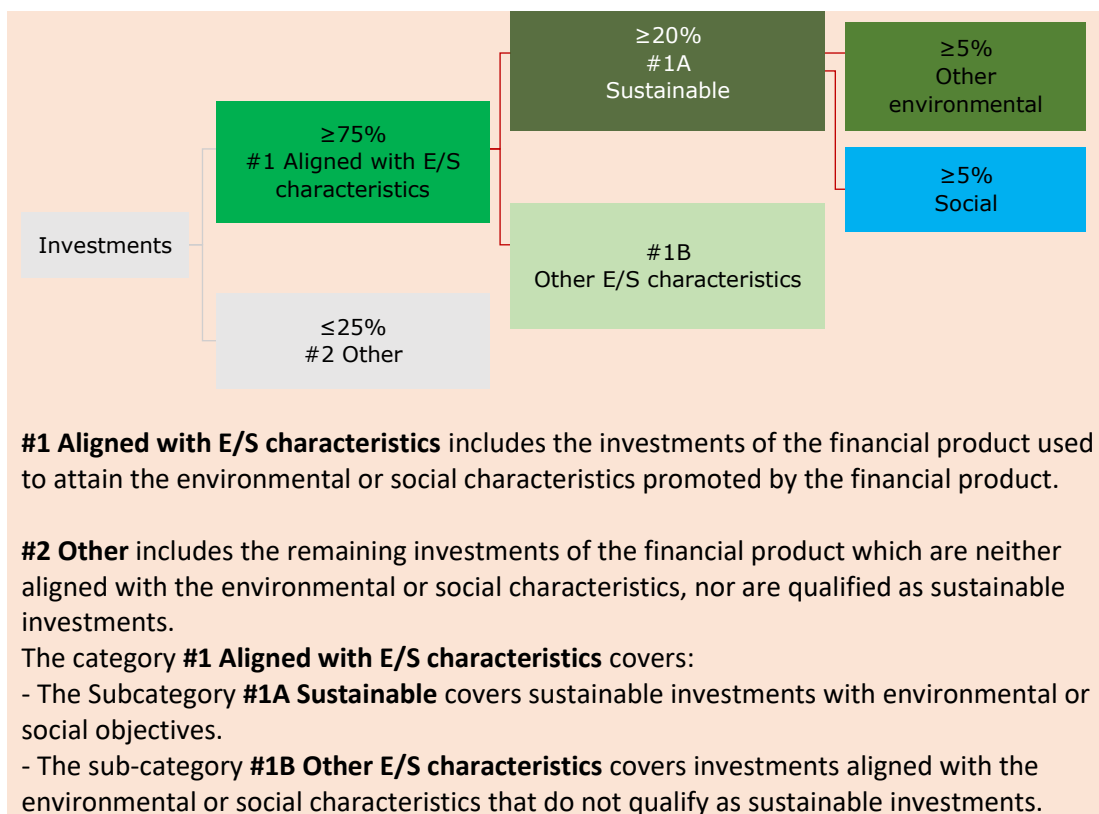 ≥20%
#1A
Sustainable
≥5%
Other
environmental
≥75%
#1 Aligned with E/S
characteristics
≥5%
Social
Investments
#1B
Other E/S characteristics
≤25%
#2 Other
#1 Aligned with E/S characteristics includes the investments of the financial product used
to attain the environmental or social characteristics promoted by the financial product.
#2 Other includes the remaining investments of the financial product which are neither
aligned with the environmental or social characteristics, nor are qualified as sustainable
investments.
The category #1 Aligned with E/S characteristics covers:
- The Subcategory #1A Sustainable covers sustainable investments with environmental or
social objectives.
- The sub-category #1B Other E/S characteristics covers investments aligned with the
environmental or social characteristics that do not qualify as sustainable investments.